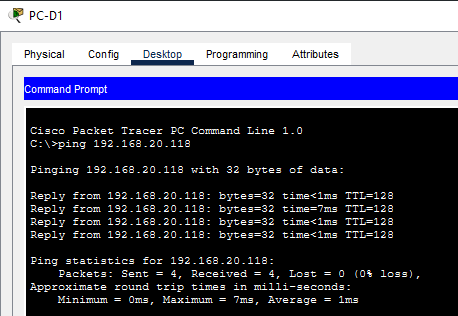 PC-D1
Physical Config Desktop Programming Attributes
Command Prompt
Cisco Packet Tracer PC Command Line 1.0
C:\>ping 192.168.20.118
Pinging 192.168.20.118 with 32 bytes of data:
Reply from 192.168.20.118: bytes=32 time<1ms TTL=128
Reply from 192.168.20.118: bytes=32 time=7ms TTL=128
Reply from 192.168.20.118: bytes=32 time<1ms TTL=128
Reply from 192.168.20.118: bytes=32 time<1ms TTL=128
Ping statistics for 192.168.20.118:
Packets: Sent = 4, Received = 4, Lost = 0 (0% loss),
Approximate round trip times in milli-seconds:
Minimum = 0ms, Maximum = 7ms, Average = 1ms